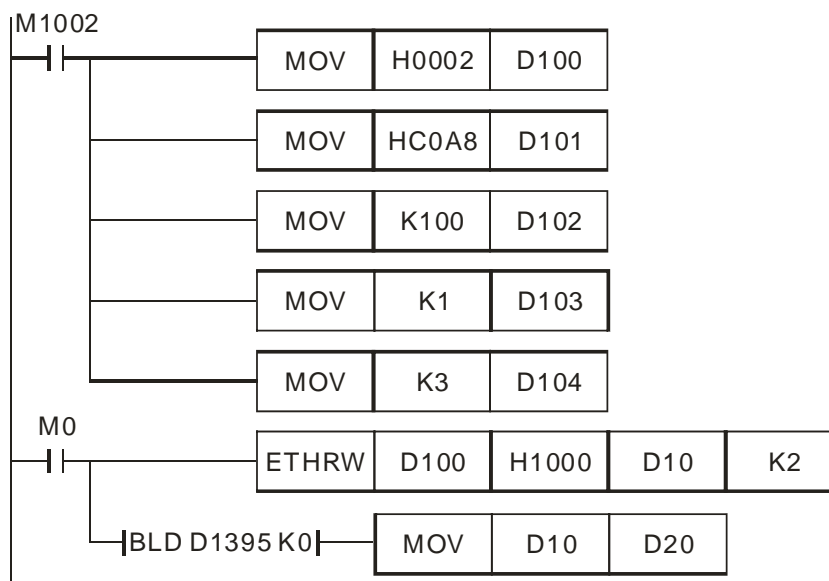 M1002
MOV H0002 D100
MOV HC0A8 D101
MOV K100 D102
MOV K1 D103
MOV K3 D104
M0
ETHRW D100 H1000 D10 K2
BLD D1395 K0 MOV D10 D20